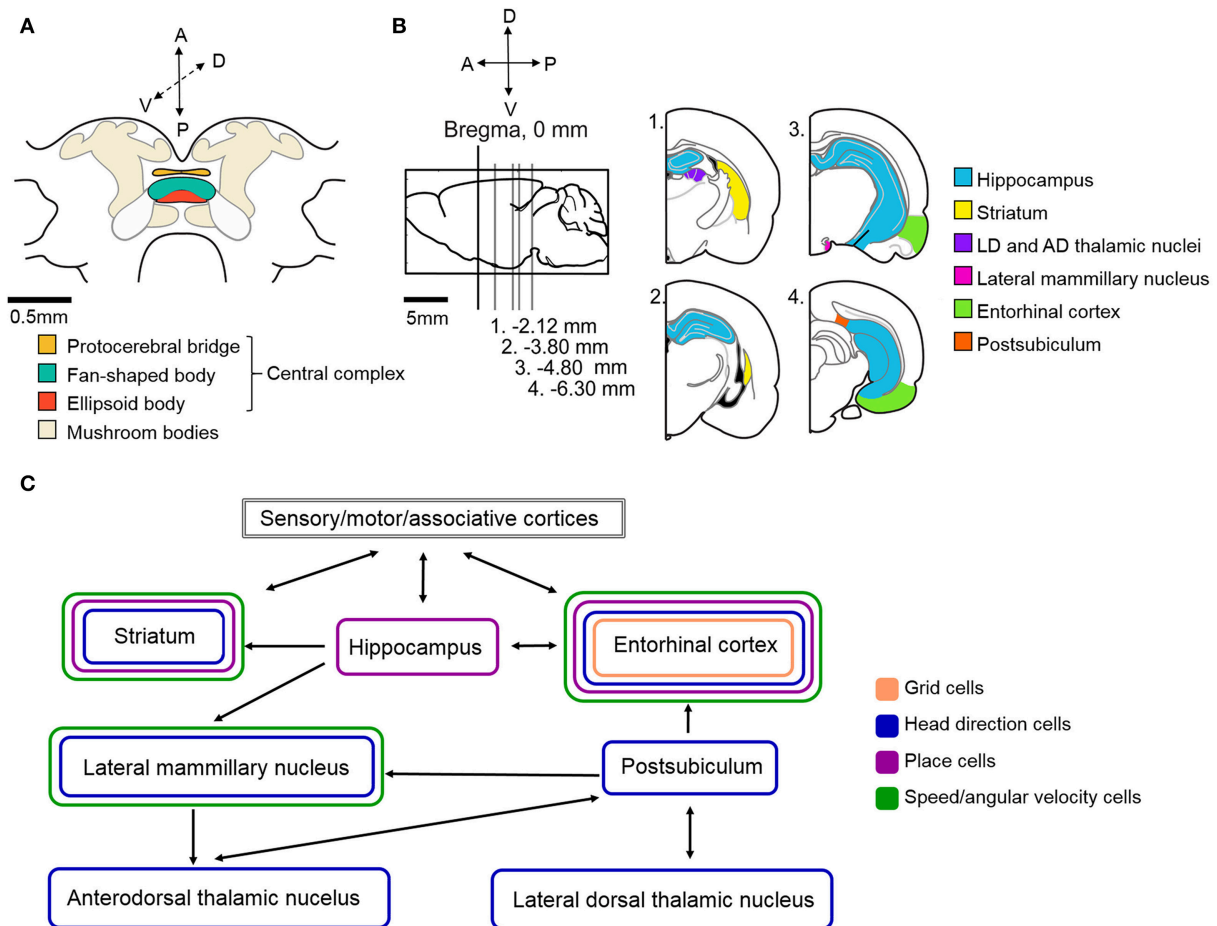 A
A
D
V
P
0.5mm
Protocerebral bridge
Fan-shaped body
Ellipsoid body
Central complex
Mushroom bodies
B
D
A
P
V
Bregma, 0 mm
5mm
1. -2.12 mm
2. -3.80 mm
3. -4.80 mm
4. -6.30 mm
1.
3.
2.
4.
Hippocampus
Striatum
LD and AD thalamic nuclei
Lateral mammillary nucleus
Entorhinal cortex
Postsubiculum
C
Sensory/motor/associative cortices
Striatum
Hippocampus
Entorhinal cortex
Lateral mammillary nucleus
Postsubiculum
Anterodorsal thalamic nucelus
Lateral dorsal thalamic nucleus
Grid cells
Head direction cells
Place cells
Speed/angular velocity cells